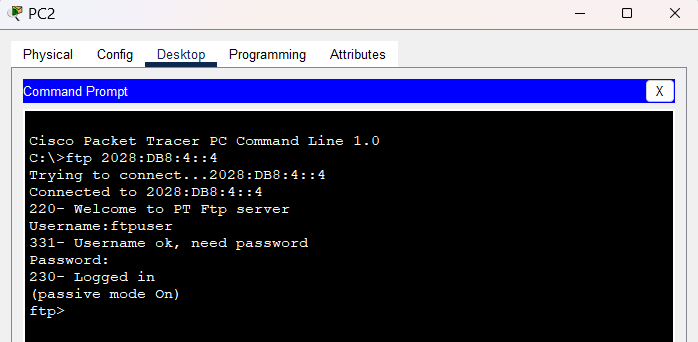 PC2
Physical Config Desktop Programming Attributes
Command Prompt X
Cisco Packet Tracer PC Command Line 1.0
C:\>ftp 2028:DB8:4::4
Trying to connect...2028:DB8:4::4
Connected to 2028:DB8:4::4
220- Welcome to PT Ftp server
Username:ftpuser
331- Username ok, need password
Password:
230- Logged in
(passive mode On)
ftp>